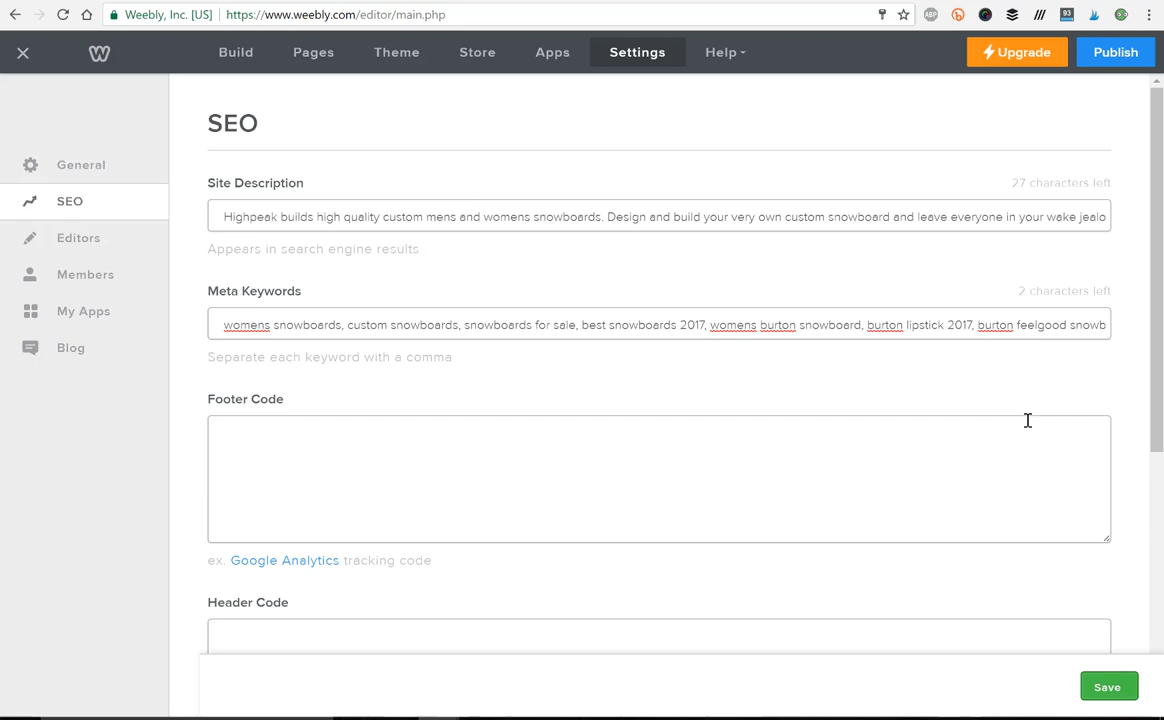 Weebly, Inc. [US] https://www.weebly.com/editor/main.php
ABP 93
W Build Pages Theme Store Apps Settings Help Upgrade Publish
SEO
General
SEO
Editors
Members
My Apps
Blog
Site Description 27 characters left
Highpeak builds high quality custom mens and womens snowboards. Design and build your very own custom snowboard and leave everyone in your wake jealo
Appears in search engine results
Meta Keywords 2 characters left
womens snowboards, custom snowboards, snowboards for sale, best snowboards 2017, womens burton snowboard, burton lipstick 2017, burton feelgood snowb
Separate each keyword with a comma
Footer Code
ex. Google Analytics tracking code
Header Code
Save